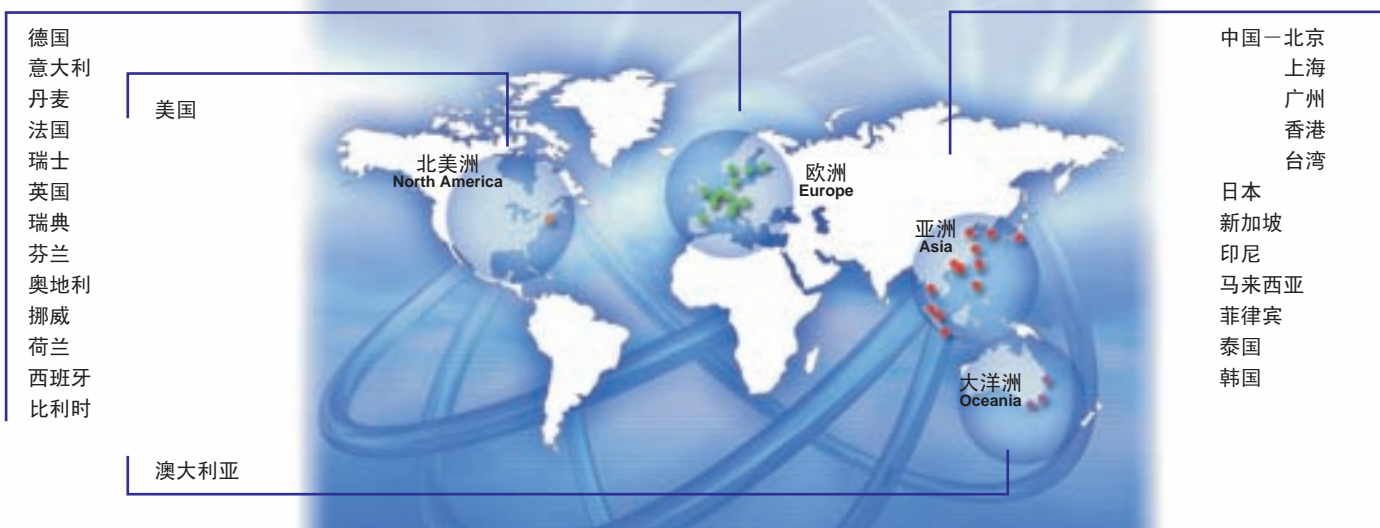 德国
意大利
丹麦
法国
瑞士
英国
瑞典
芬兰
奥地利
挪威
荷兰
西班牙
比利时
美国
澳大利亚
北美洲
North America
欧洲
Europe
亚洲
Asia
大洋洲
Oceania
中国－北京
上海
广州
香港
台湾
日本
新加坡
印尼
马来西亚
菲律宾
泰国
韩国